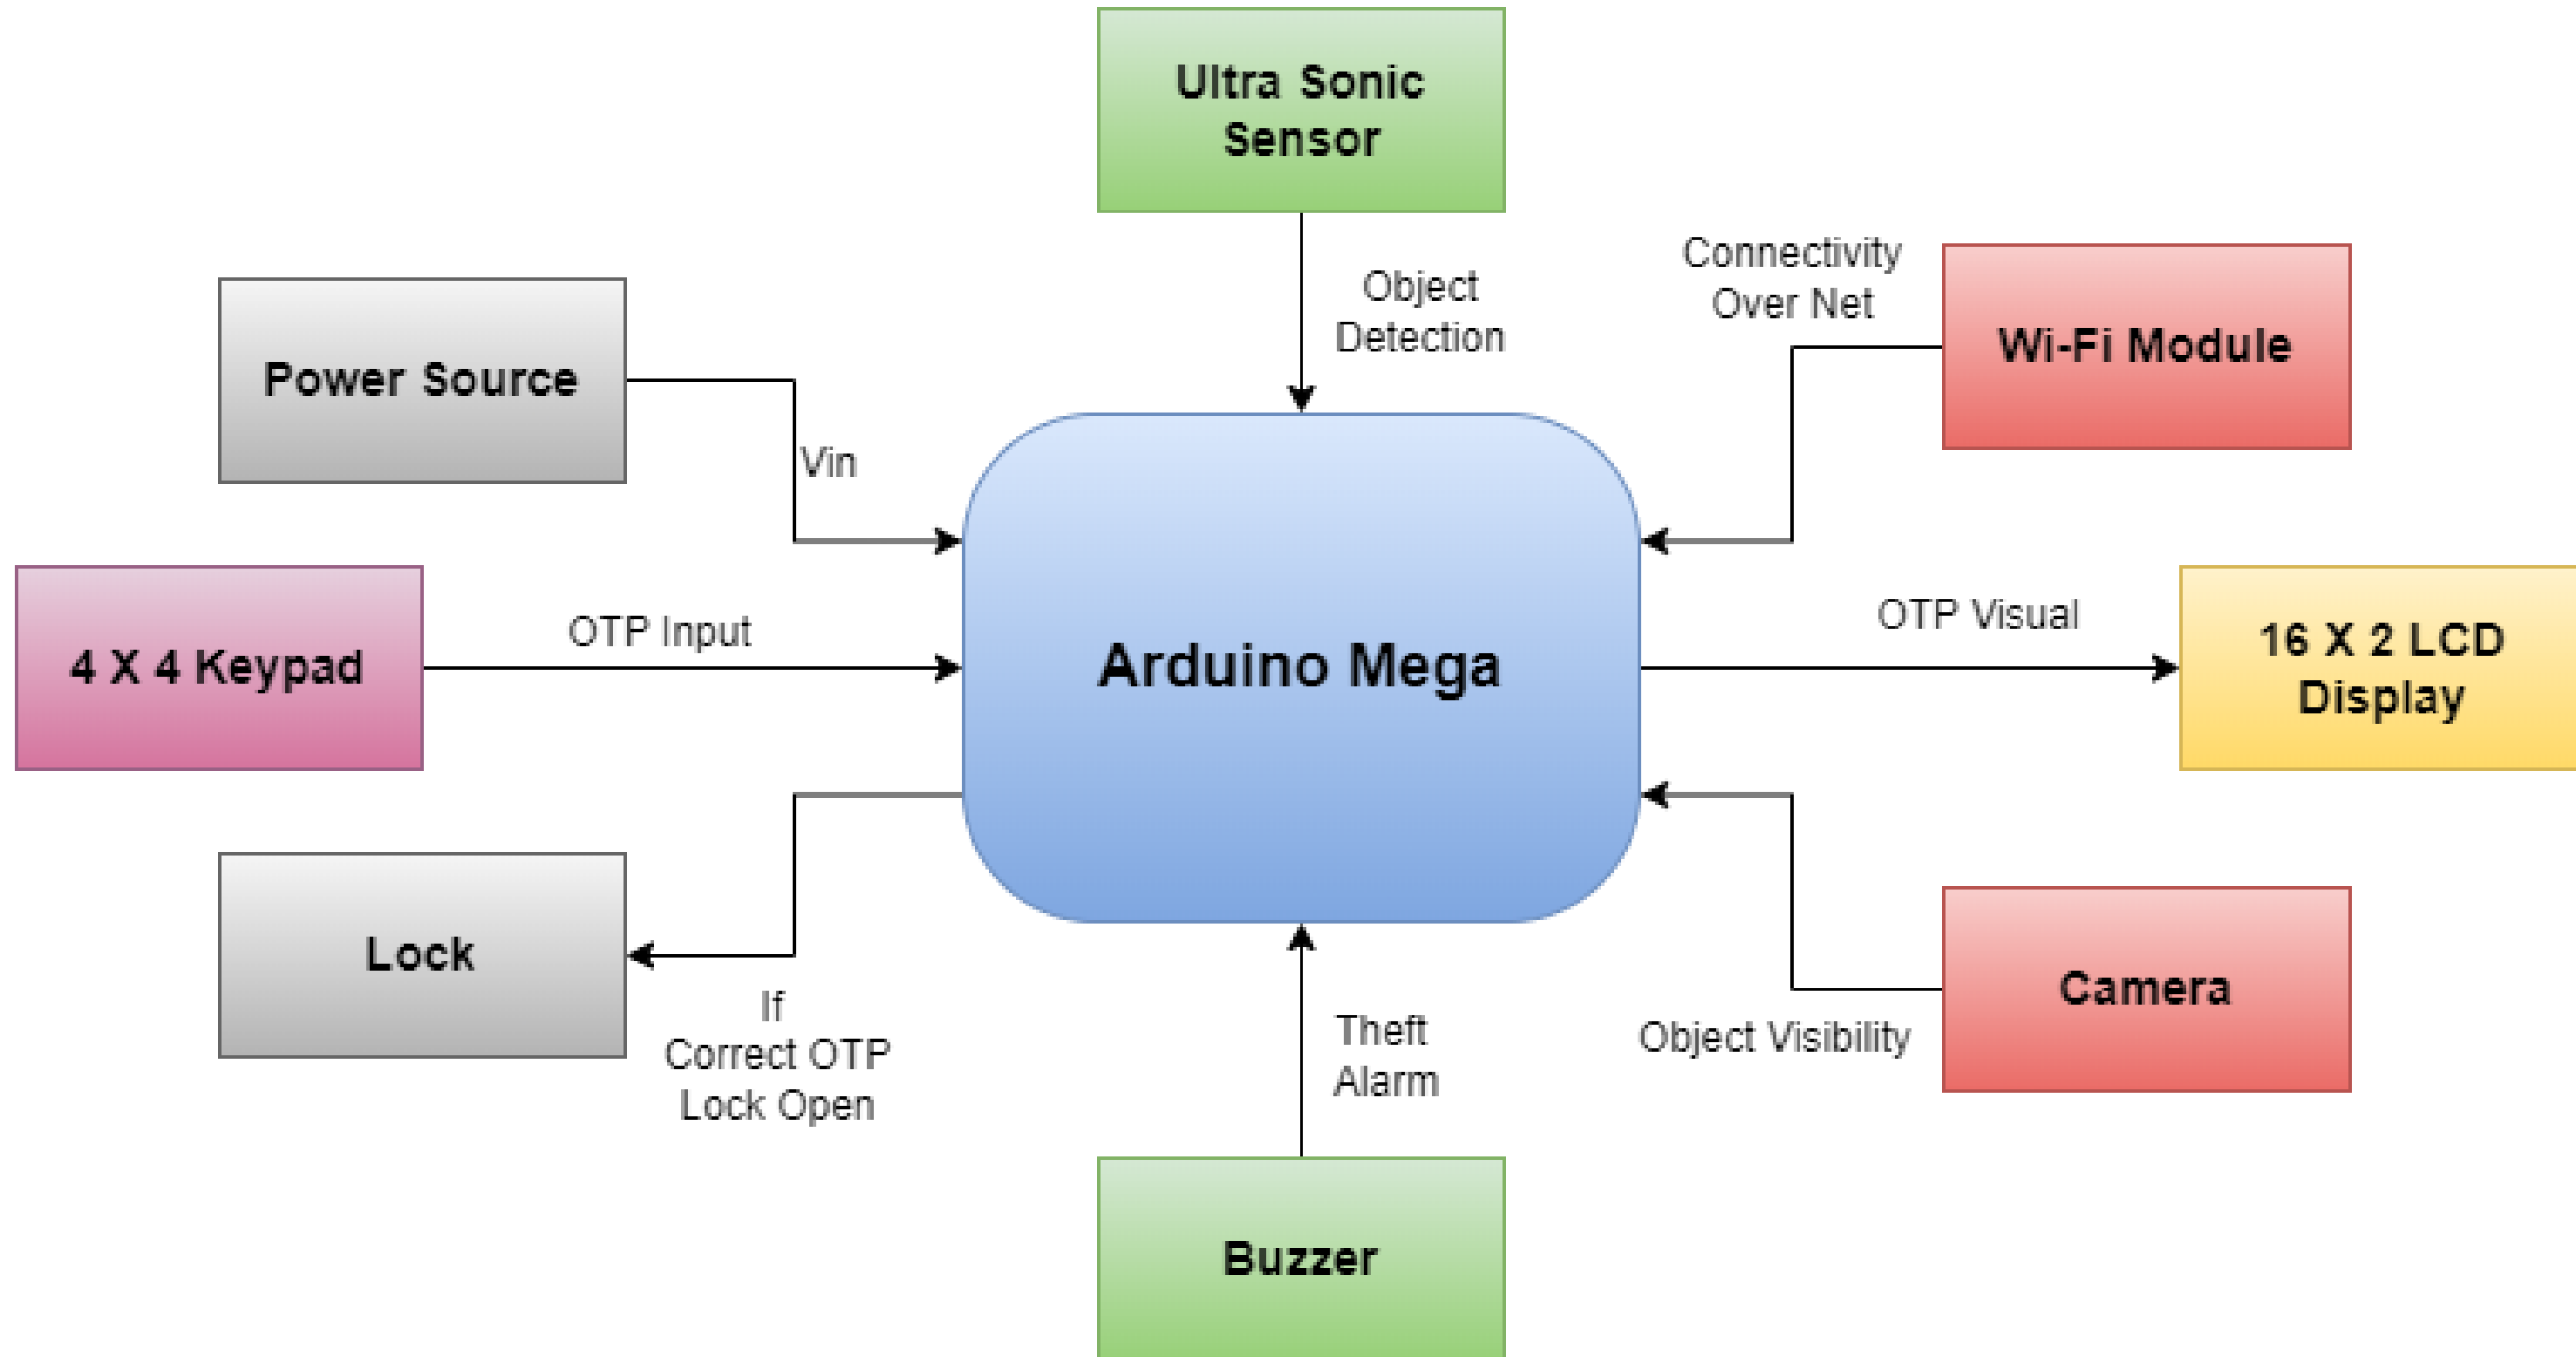 Ultra Sonic
Sensor
Object
Detection
Connectivity
Over Net
Wi-Fi Module
Power Source
Vin
4 X 4 Keypad
OTP Input
Arduino Mega
OTP Visual
16 X 2 LCD
Display
Lock
If
Correct OTP
Lock Open
Theft
Alarm
Object Visibility
Camera
Buzzer